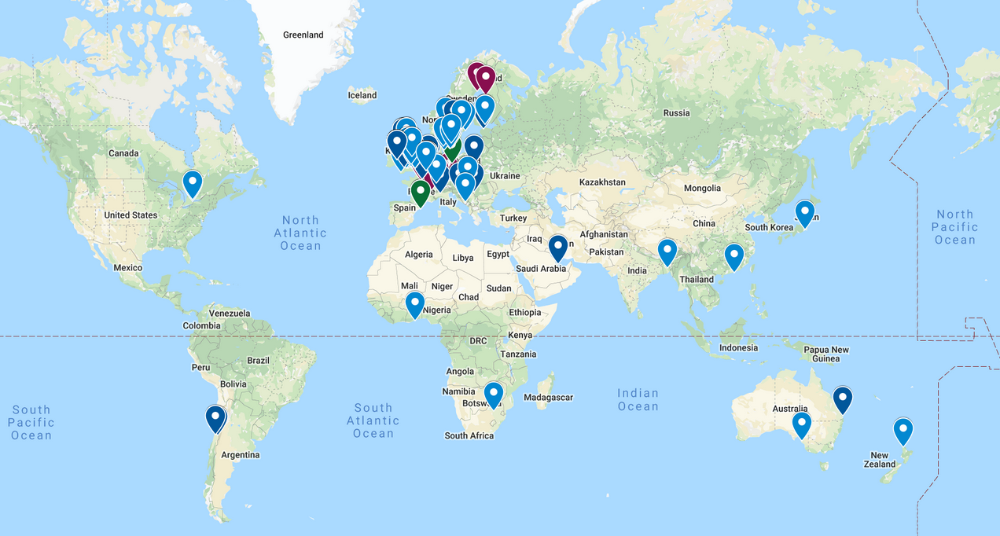 Greenland
Iceland
Russia
Canada
Ukraine
Kazakhstan
Mongolia
United States
North
Atlantic
Ocean
Spain
Italy
Turkey
China
South Korea
North
Pacific
Ocean
Iraq
Afghanistan
Pakistan
Algeria
Libya
Egypt
Saudi Arabia
India
Mexico
Mali
Niger
Chad
Sudan
Thailand
Nigeria
Ethiopia
Venezuela
Colombia
Kenya
DRC
Tanzania
Indonesia
Papua New
Guinea
Brazil
Peru
Bolivia
Angola
Namibia
Madagascar
Indian
Ocean
South
Pacific
Ocean
South
Atlantic
Ocean
Australia
South Africa
Argentina
New
Zealand